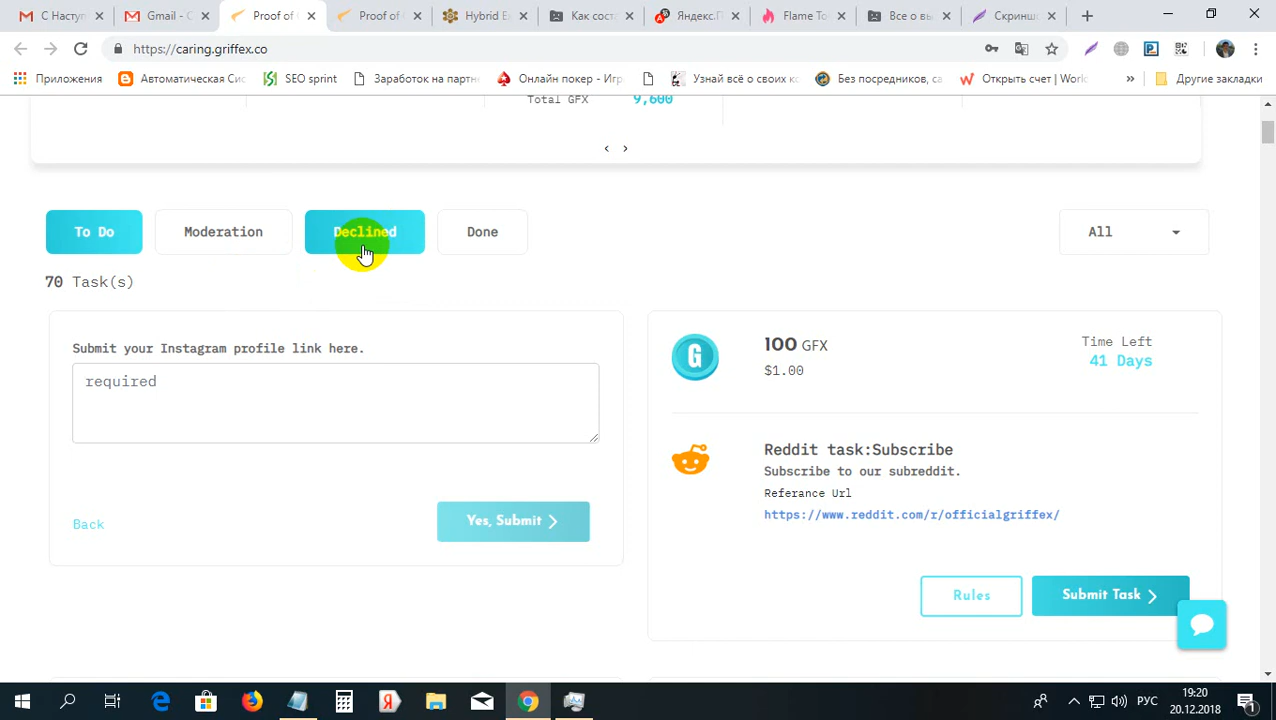 С Наступ
Gmail - С
Proof of
Proof of
Hybrid Ex
Как сост
Яндекс.П
Flame To
Все о в
Скринш
https://caring.griffex.co
Приложения
Автоматическая Си
SEO sprint
Заработок на партн
Онлайн покер - Игр
Узнай всё о своих к
Без посредников, са
Открыть счет | Worl
»
Другие закладки
Total GFX 9,600
‹ ›
To Do
Moderation
Declined
Done
All
70 Task(s)
Submit your Instagram profile link here.
required
Back
Yes, Submit
G
100 GFX
$1.00
Time Left
41 Days
Reddit task:Subscribe
Subscribe to our subreddit.
Referance Url
https://www.reddit.com/r/officialgriffex/
Rules
Submit Task
РУС
19:20
20.12.2018
1